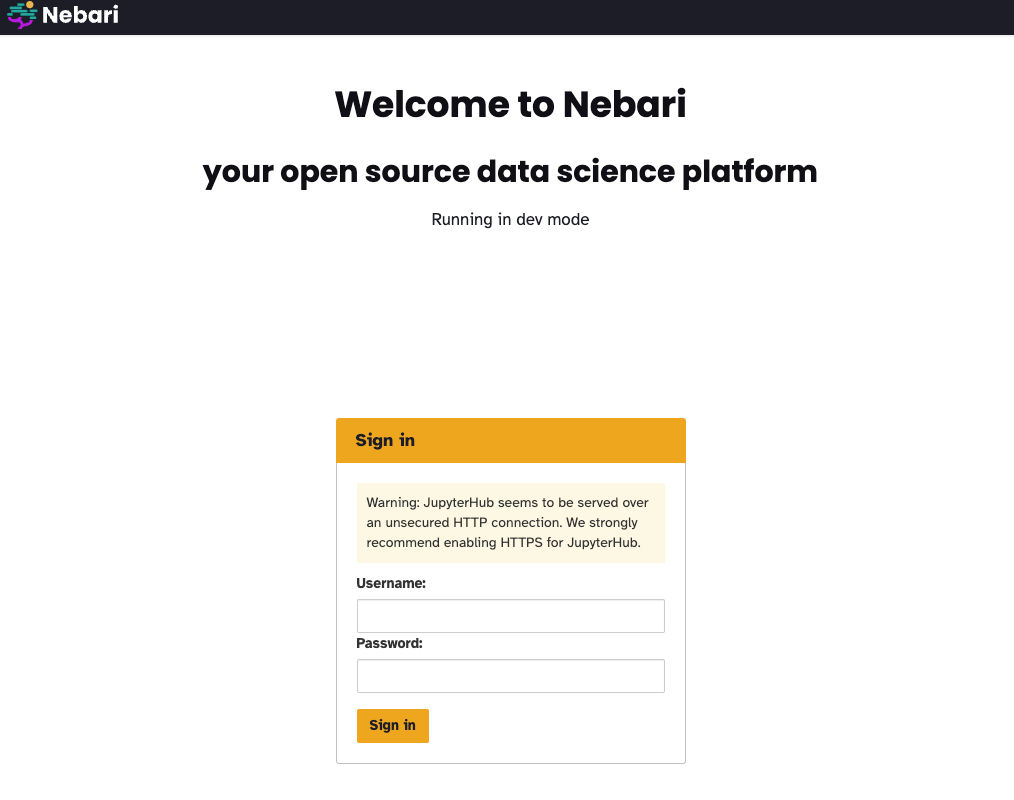 Nebari
Welcome to Nebari
your open source data science platform
Running in dev mode
Sign in
Warning: JupyterHub seems to be served over
an unsecured HTTP connection. We strongly
recommend enabling HTTPS for JupyterHub.
Username:
Password:
Sign in